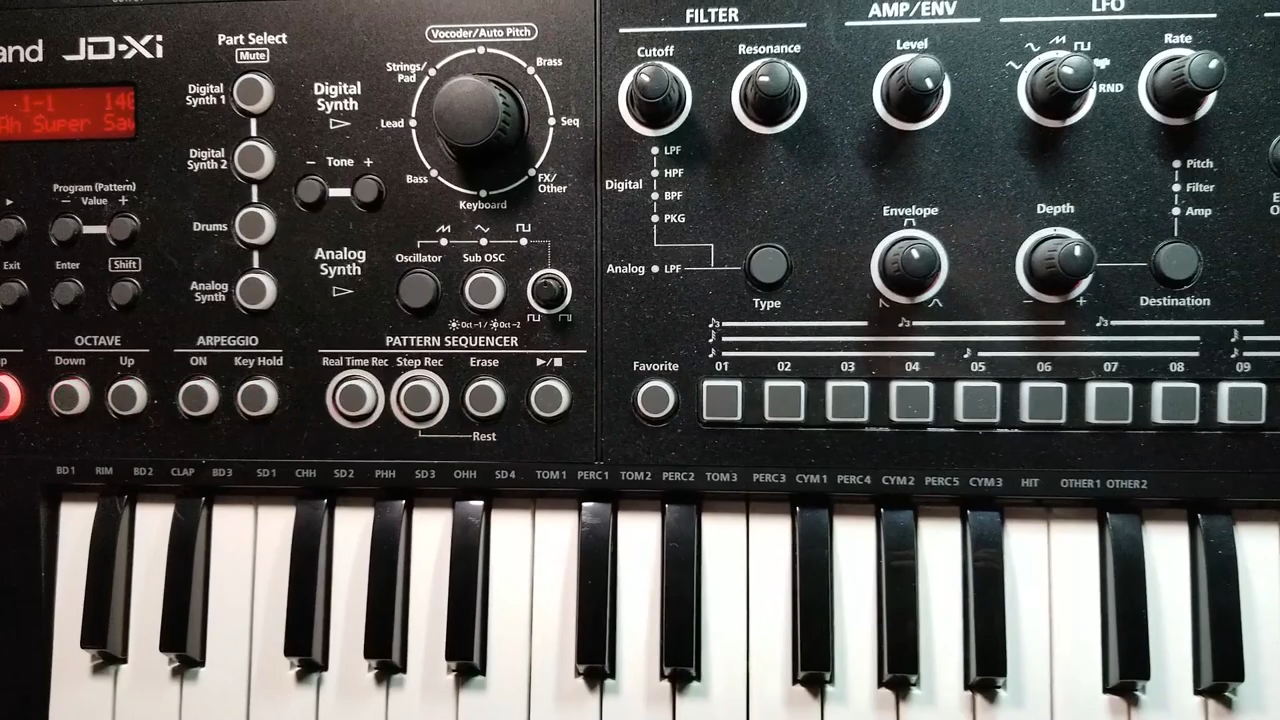 FILTER
AMP/ENV
LFO
and JD-Xi
Part Select
Mute
Vocoder/Auto Pitch
Strings/
Pad
Brass
Lead
Seq
Bass
FX/
Other
Keyboard
Cutoff
Resonance
Level
Rate
RND
1-1 140
Ah Super Saw
Digital
Synth 1
Digital
Synth 2
Drums
Analog
Synth
Digital
Synth
− Tone +
Analog
Synth
Program (Pattern)
− Value +
Exit
Enter
Shift
Oscillator
Sub OSC
Oct −1/ Oct −2
Digital
LPF
HPF
BPF
PKG
Analog
LPF
Type
Envelope
Depth
− +
Pitch
Filter
Amp
Destination
OCTAVE
Down
Up
ARPEGGIO
ON
Key Hold
PATTERN SEQUENCER
Real Time Rec
Step Rec
Erase
Rest
Favorite
01 02 03 04 05 06 07 08 09
BD1 RIM BD2 CLAP BD3 SD1 CHH SD2 PHH SD3 OHH SD4 TOM1 PERC1 TOM2 PERC2 TOM3 PERC3 CYM1 PERC4 CYM2 PERC5 CYM3 HIT OTHER1 OTHER2